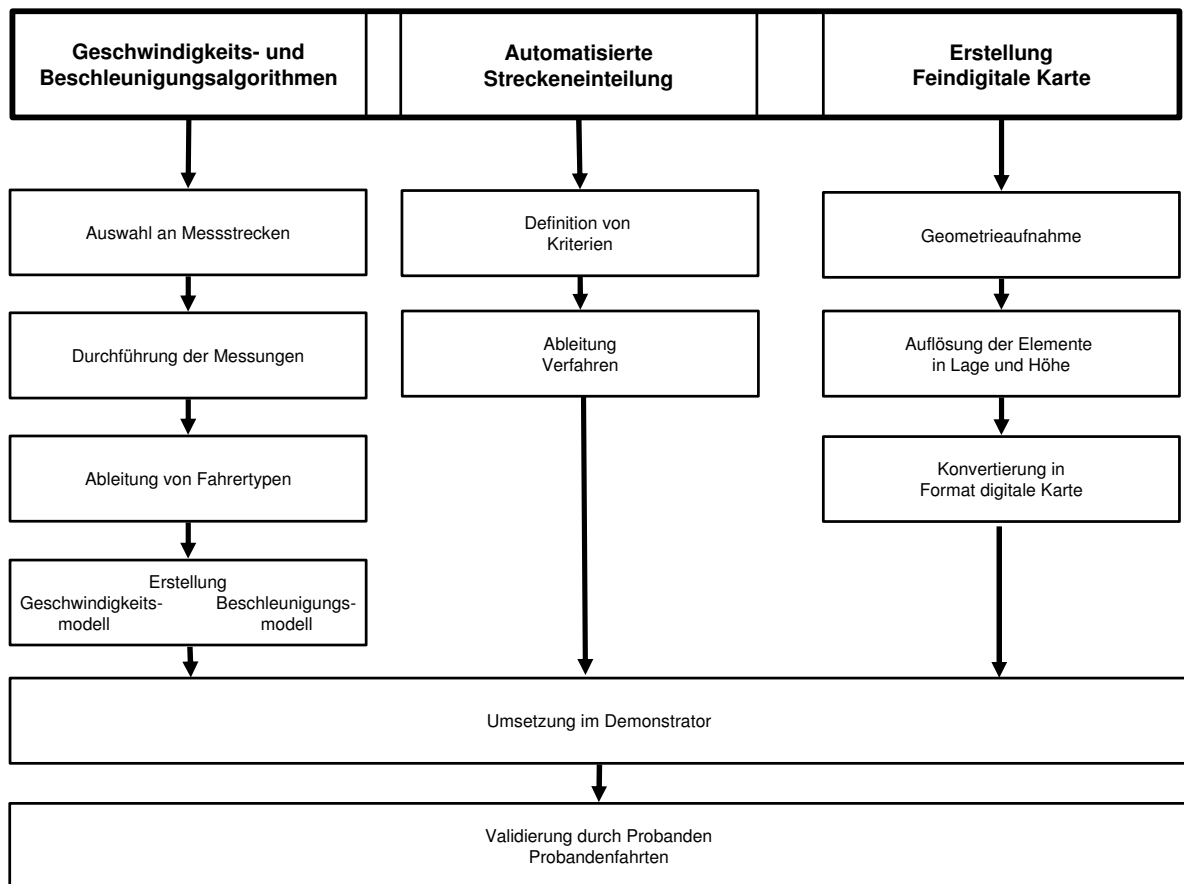 Geschwindigkeits- und
Beschleunigungsalgorithmen
Automatisierte
Streckeneinteilung
Erstellung
Feindigitale Karte
Auswahl an Messstrecken
Durchführung der Messungen
Ableitung von Fahrertypen
Erstellung
Geschwindigkeits-
modell
Beschleunigungs-
modell
Definition von
Kriterien
Ableitung
Verfahren
Geometrieaufnahme
Auflösung der Elemente
in Lage und Höhe
Konvertierung in
Format digitale Karte
Umsetzung im Demonstrator
Validierung durch Probanden
Probandenfahrten